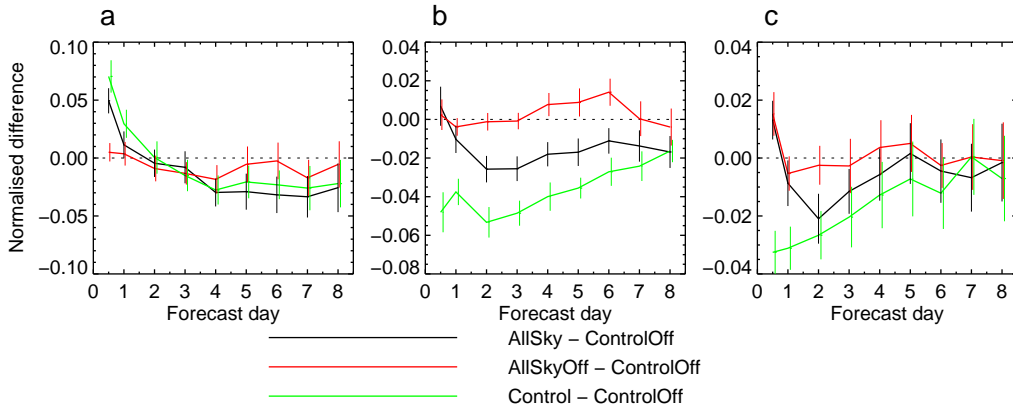 a b c
Normalised difference
0.10
0.05
0.00
−0.05
−0.10
0 1 2 3 4 5 6 7 8
Forecast day
0.04
0.02
0.00
−0.02
−0.04
−0.06
−0.08
0 1 2 3 4 5 6 7 8
Forecast day
0.04
0.02
0.00
−0.02
−0.04
0 1 2 3 4 5 6 7 8
Forecast day
AllSky − ControlOff
AllSkyOff − ControlOff
Control − ControlOff